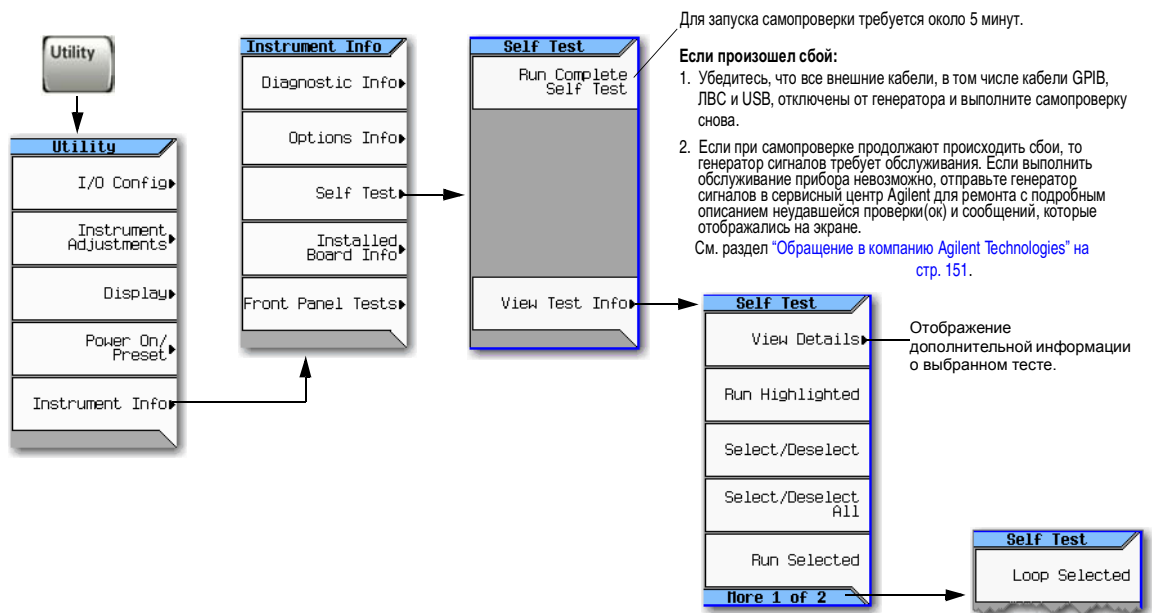 Для запуска самопроверки требуется около 5 минут.
Если произошел сбой:
1. Убедитесь, что все внешние кабели, в том числе кабели GPIB,
ЛВС и USB, отключены от генератора и выполните самопроверку
снова.
2. Если при самопроверке продолжают происходить сбои, то
генератор сигналов требует обслуживания. Если выполнить
обслуживание прибора невозможно, отправьте генератор
сигналов в сервисный центр Agilent для ремонта с подробным
описанием неудавшейся проверки(ок) и сообщений, которые
отображались на экране.
См. раздел “Обращение в компанию Agilent Technologies” на
стр. 151.
Utility
Utility
I/O Config
Instrument
Adjustments
Display
Power On/
Preset
Instrument Info
Instrument Info
Diagnostic Info
Options Info
Self Test
Installed
Board Info
Front Panel Tests
Self Test
Run Complete
Self Test
View Test Info
Self Test
View Details
Run Highlighted
Select/Deselect
Select/Deselect
All
Run Selected
More 1 of 2
Отображение
дополнительной информации
о выбранном тесте.
Self Test
Loop Selected